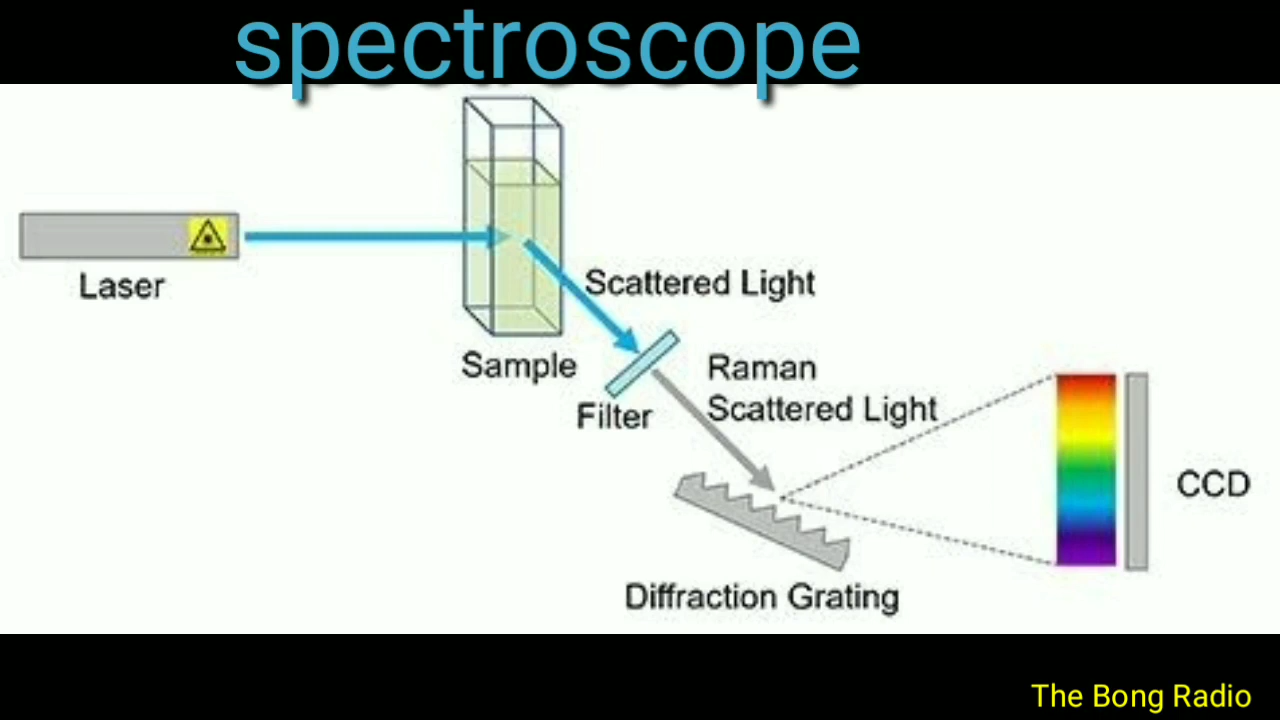 spectroscope
Laser
Scattered Light
Sample
Raman
Scattered Light
Filter
CCD
Diffraction Grating
The Bong Radio